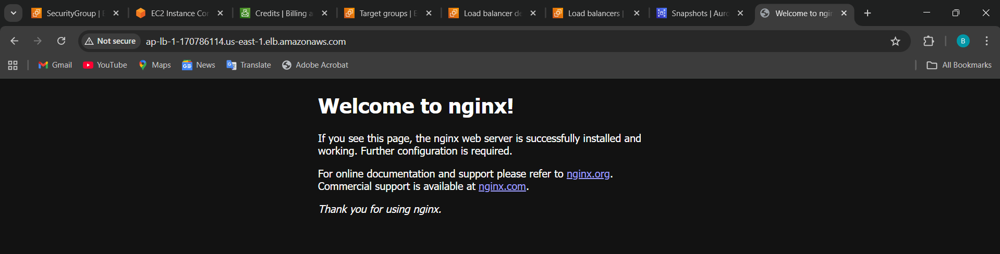 SecurityGroup | E
EC2 Instance Cor
Credits | Billing a
Target groups | E
Load balancer de
Load balancers |
Snapshots | Auro
Welcome to ngin
Not secure
ap-lb-1-170786114.us-east-1.elb.amazonaws.com
B
Gmail
YouTube
Maps
News
Translate
Adobe Acrobat
All Bookmarks
Welcome to nginx!
If you see this page, the nginx web server is successfully installed and
working. Further configuration is required.
For online documentation and support please refer to nginx.org.
Commercial support is available at nginx.com.
Thank you for using nginx.